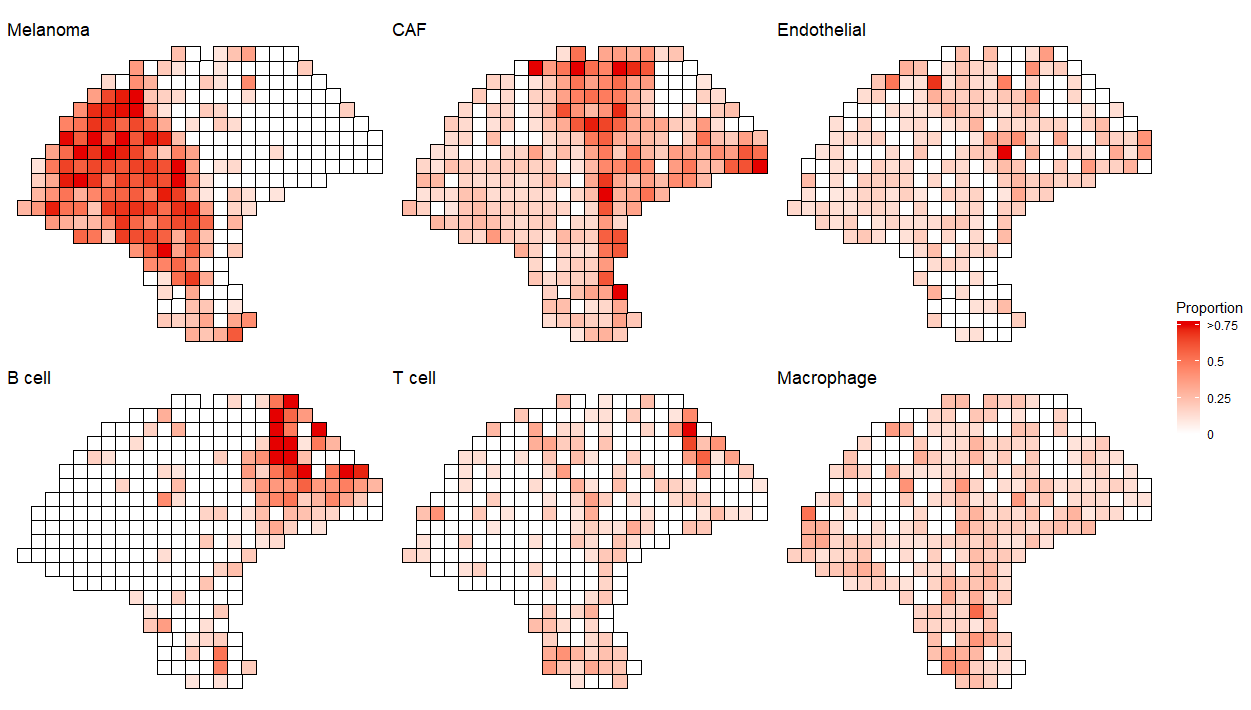 Melanoma
CAF
Endothelial
Proportion
>0.75
0.5
0.25
0
B cell
T cell
Macrophage